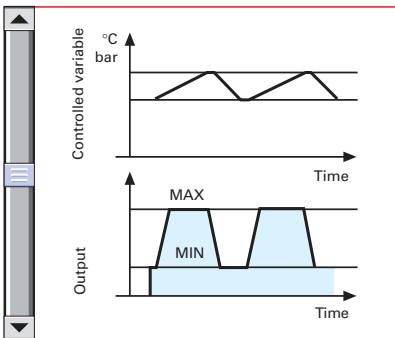 Controlled variable
°C
bar
Time
Output
MAX
MIN
Time